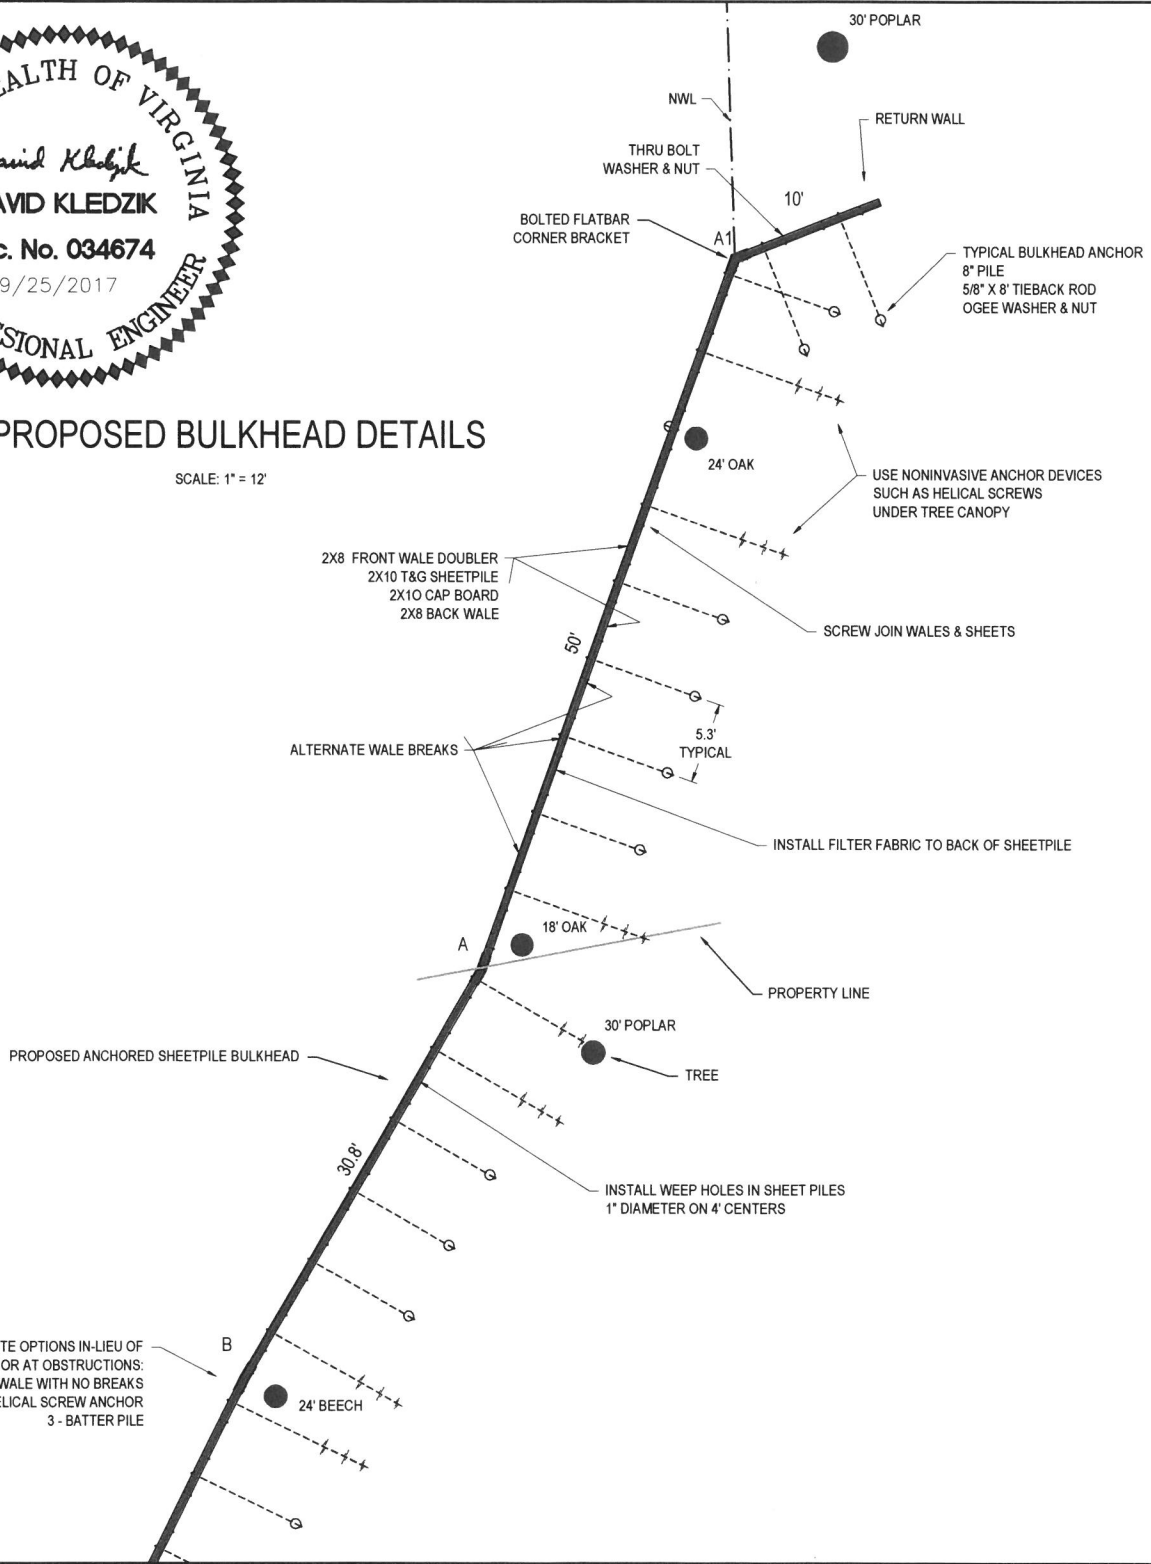 30' POPLAR
NWL
RETURN WALL
THRU BOLT
WASHER & NUT
10'
BOLTED FLATBAR
CORNER BRACKET
A1
TYPICAL BULKHEAD ANCHOR
8" PILE
5/8" X 8' TIEBACK ROD
OGEE WASHER & NUT
OF VIRGINIA
KLEDZIK
No. 034674
9/25/2017
ENGINEER
PROPOSED BULKHEAD DETAILS
SCALE: 1" = 12'
24' OAK
USE NONINVASIVE ANCHOR DEVICES
SUCH AS HELICAL SCREWS
UNDER TREE CANOPY
2X8 FRONT WALE DOUBLER
2X10 T&G SHEETPILE
2X1O CAP BOARD
2X8 BACK WALE
SCREW JOIN WALES & SHEETS
50'
5.3'
TYPICAL
ALTERNATE WALE BREAKS
INSTALL FILTER FABRIC TO BACK OF SHEETPILE
18' OAK
A
PROPERTY LINE
30' POPLAR
TREE
PROPOSED ANCHORED SHEETPILE BULKHEAD
30.8'
INSTALL WEEP HOLES IN SHEET PILES
1" DIAMETER ON 4' CENTERS
B
OPTIONS IN-LIEU OF
OR AT OBSTRUCTIONS:
WALE WITH NO BREAKS
SCREW ANCHOR
3 - BATTER PILE
24' BEECH